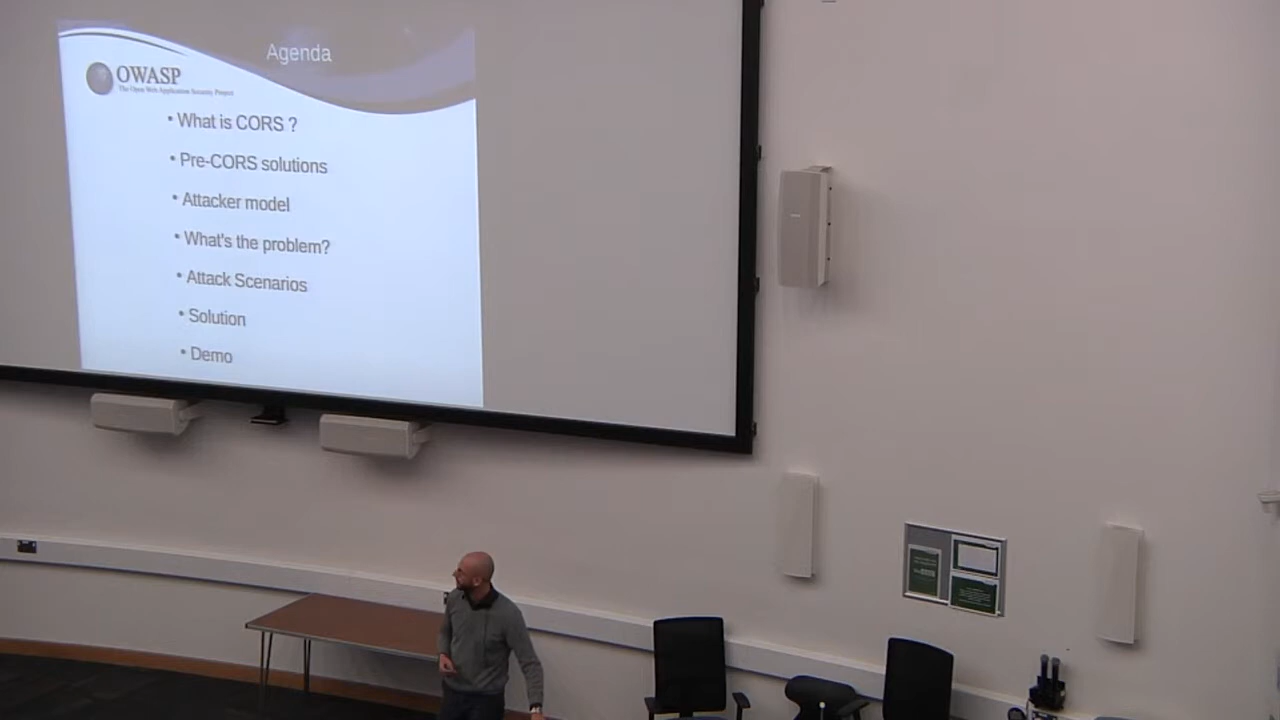 Agenda
OWASP
The Open Web Application Security Project
• What is CORS ?
• Pre-CORS solutions
• Attacker model
• What's the problem?
• Attack Scenarios
• Solution
• Demo